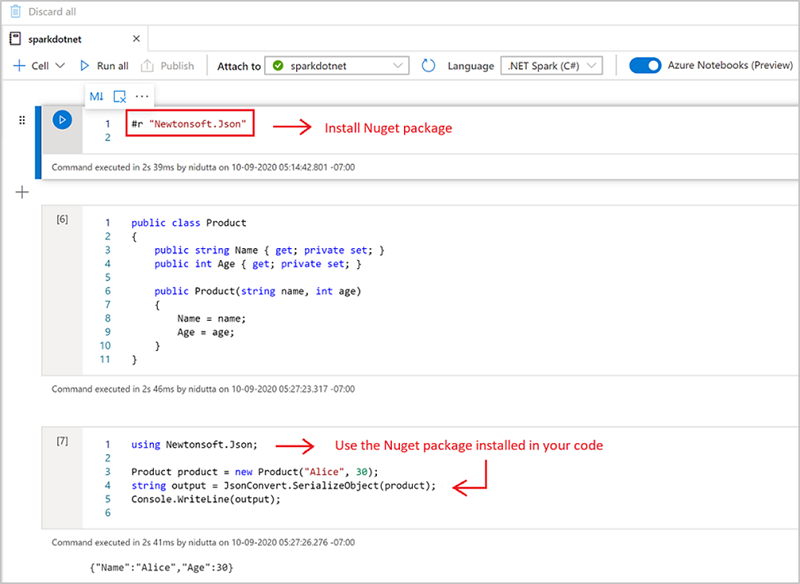 Discard all
sparkdotnet
Cell Run all Publish Attach to sparkdotnet Language .NET Spark (C#) Azure Notebooks (Preview)
M↓ ...
1 #r "Newtonsoft.Json" Install Nuget package
2
Command executed in 2s 39ms by nidutta on 10-09-2020 05:14:42.801 -07:00
[6] 1 public class Product
2 {
3 public string Name { get; private set; }
4 public int Age { get; private set; }
5
6 public Product(string name, int age)
7 {
8 Name = name;
9 Age = age;
10 }
11 }
Command executed in 2s 46ms by nidutta on 10-09-2020 05:27:23.317 -07:00
[7] 1 using Newtonsoft.Json; Use the Nuget package installed in your code
2
3 Product product = new Product("Alice", 30);
4 string output = JsonConvert.SerializeObject(product);
5 Console.WriteLine(output);
6
Command executed in 2s 41ms by nidutta on 10-09-2020 05:27:26.276 -07:00
{"Name":"Alice","Age":30}